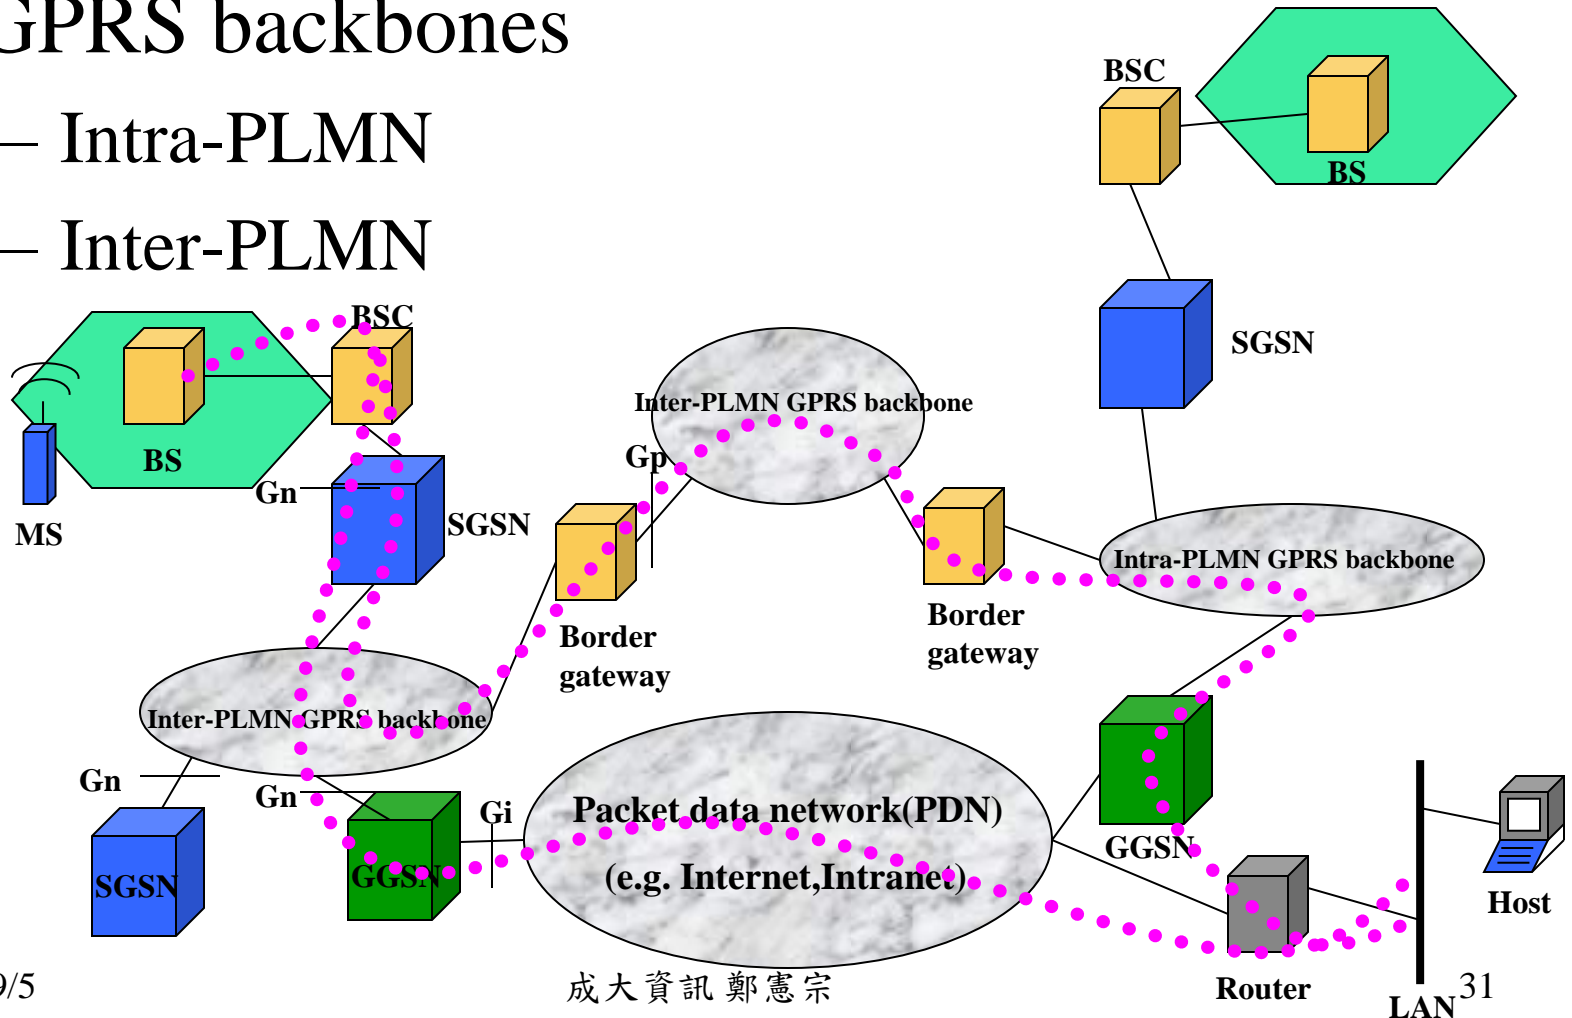 GPRS backbones
– Intra-PLMN
– Inter-PLMN
BSC
BS
SGSN
BSC
BS
MS
Gn
SGSN
Inter-PLMN GPRS backbone
Gp
Border
gateway
Border
gateway
Intra-PLMN GPRS backbone
Inter-PLMN GPRS backbone
Gn
Gn
SGSN
GGSN
Gi
Packet data network(PDN)
(e.g. Internet,Intranet)
GGSN
Router
Host
LAN
9/5
成大資訊 鄭憲宗
31